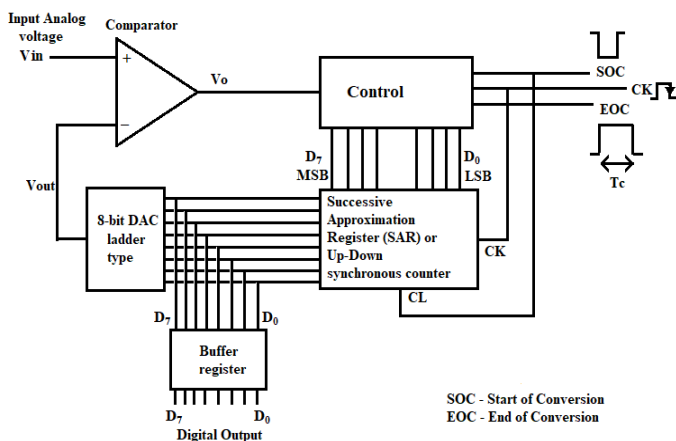 Input Analog
voltage
Vin
Comparator
+
−
Vo
Vout
Control
SOC
CK
EOC
Tc
D7
MSB
D0
LSB
8-bit DAC
ladder
type
Successive
Approximation
Register (SAR) or
Up-Down
synchronous counter
CK
CL
D7
D0
Buffer
register
D7
D0
Digital Output
SOC - Start of Conversion
EOC - End of Conversion